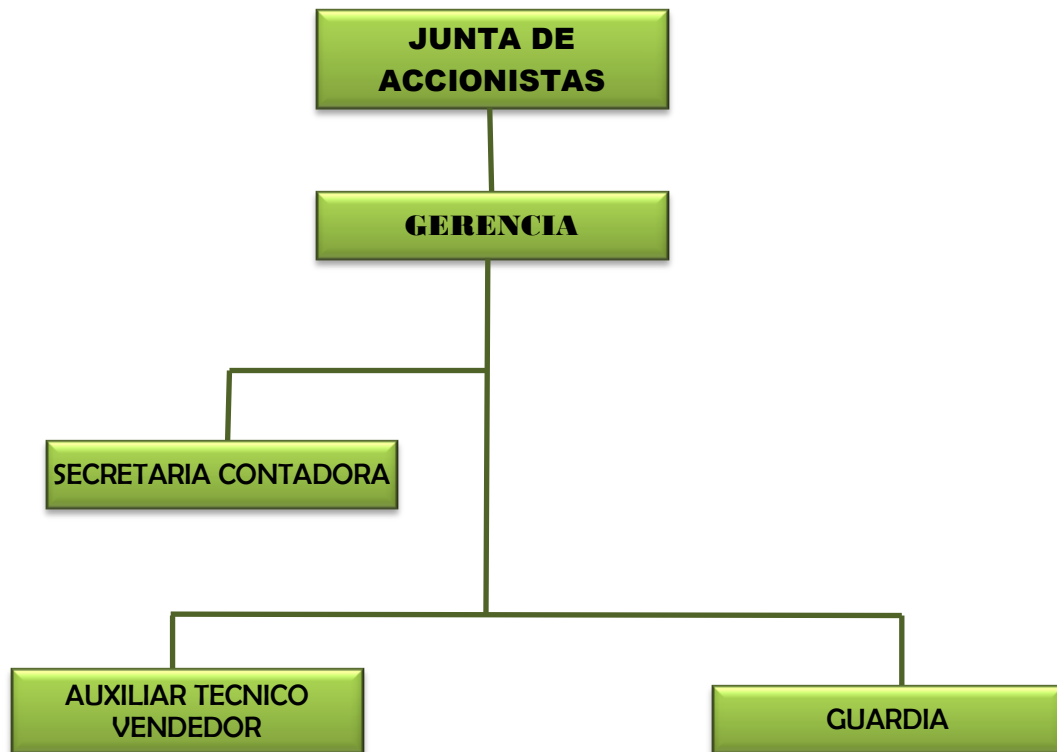 JUNTA DE
ACCIONISTAS
GERENCIA
SECRETARIA CONTADORA
AUXILIAR TECNICO
VENDEDOR
GUARDIA